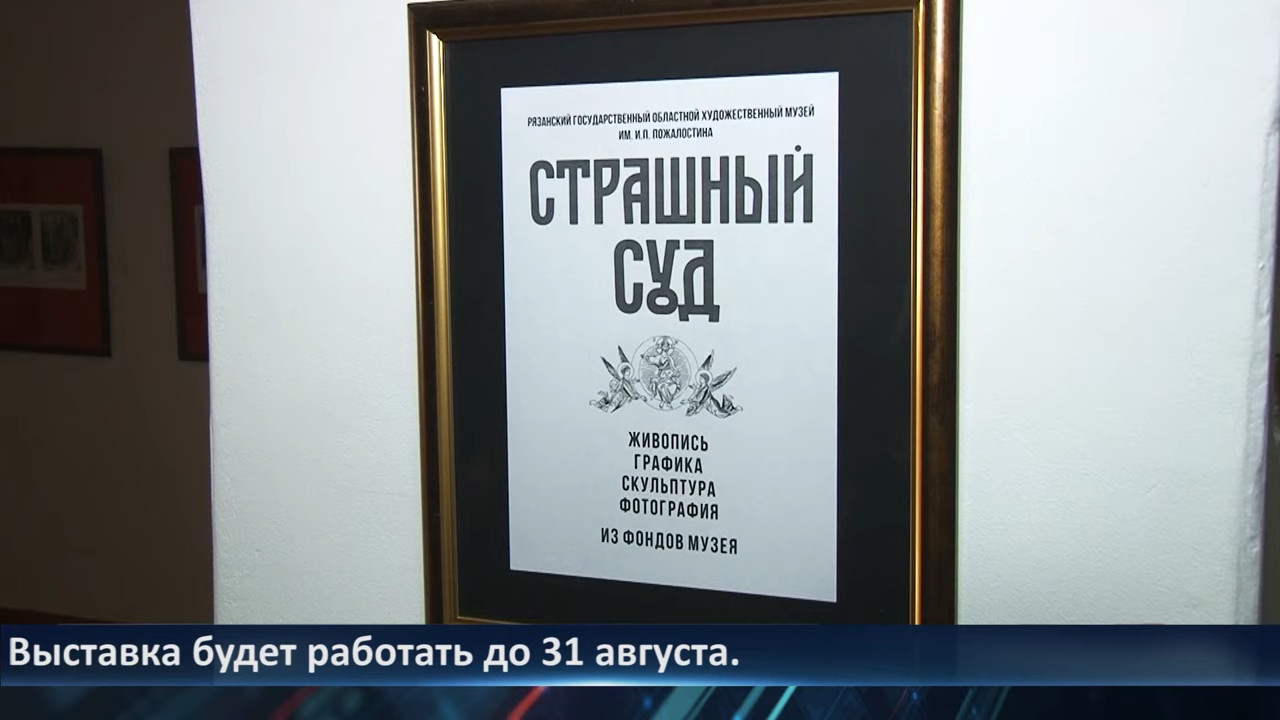 РЯЗАНСКИЙ ГОСУДАРСТВЕННЫЙ ОБЛАСТНОЙ ХУДОЖЕСТВЕННЫЙ МУЗЕЙ
ИМ. И.П. ПОЖАЛОСТИНА
СТРАШНЫЙ
СУД
ЖИВОПИСЬ
ГРАФИКА
СКУЛЬПТУРА
ФОТОГРАФИЯ
ИЗ ФОНДОВ МУЗЕЯ
Выставка будет работать до 31 августа.